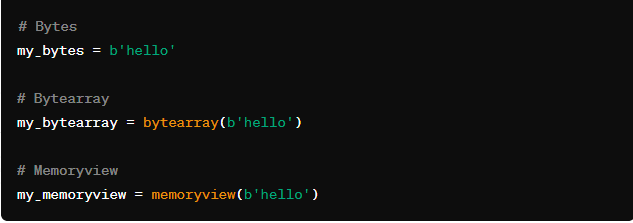 # Bytes
my_bytes = b'hello'
# Bytearray
my_bytearray = bytearray(b'hello')
# Memoryview
my_memoryview = memoryview(b'hello')